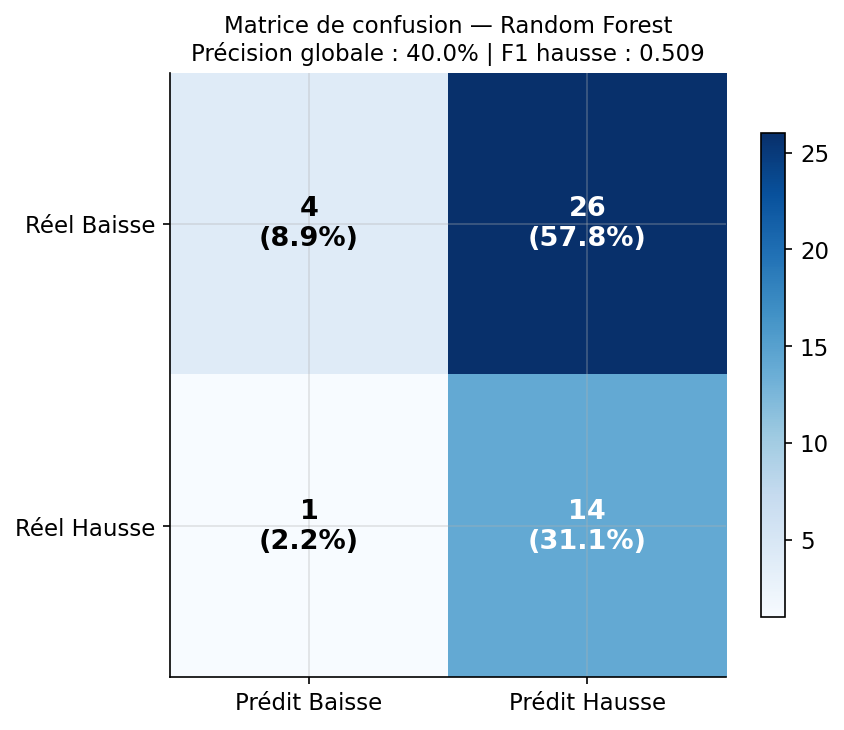 Matrice de confusion — Random Forest
Précision globale : 40.0% | F1 hausse : 0.509
Réel Baisse
4
(8.9%)
26
(57.8%)
Réel Hausse
1
(2.2%)
14
(31.1%)
Prédit Baisse
Prédit Hausse
25
20
15
10
5